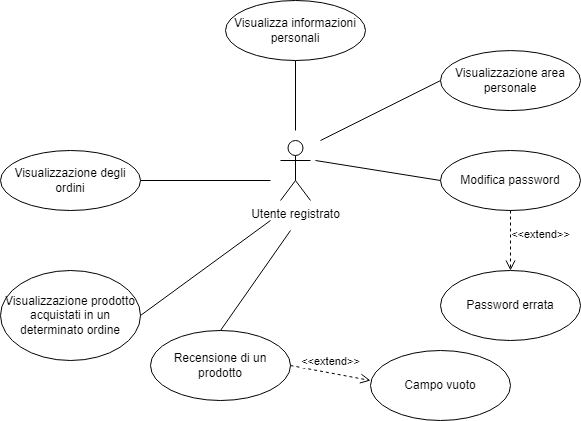 Visualizza informazioni
personali
Visualizzazione area
personale
Visualizzazione degli
ordini
Modifica password
Utente registrato
<<extend>>
Visualizzazione prodotto
acquistati in un
determinato ordine
Password errata
Recensione di un
prodotto
<<extend>>
Campo vuoto